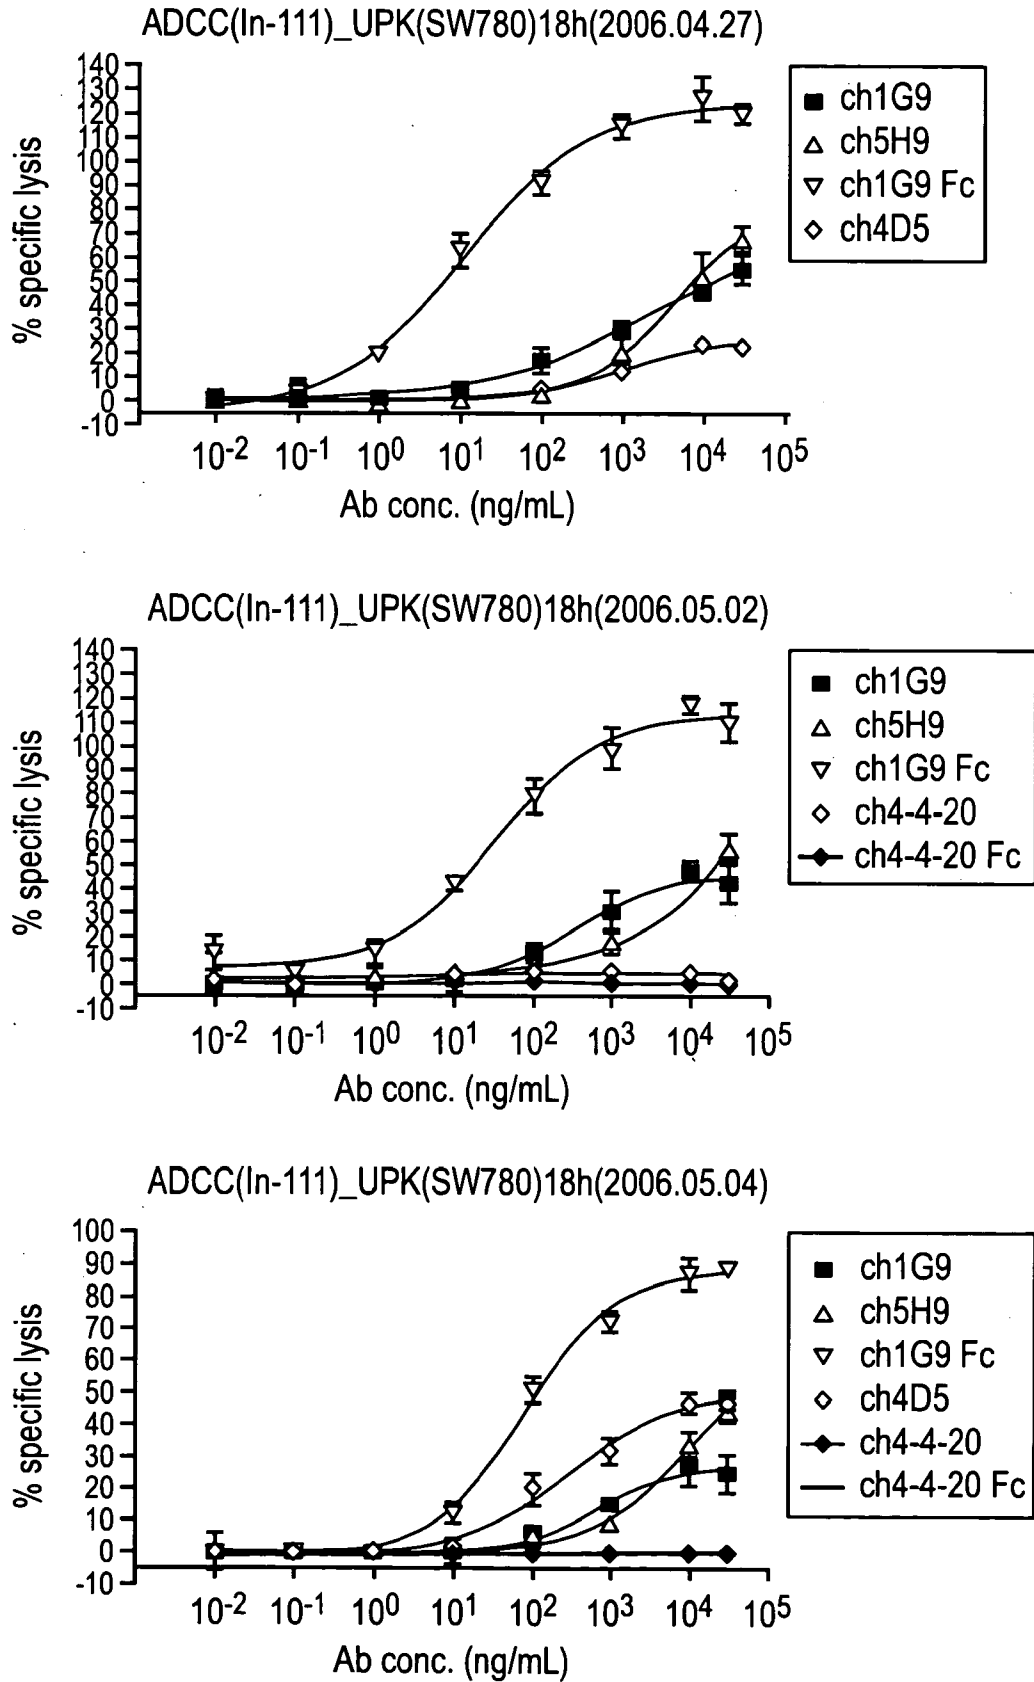 ADCC(In-111)_UPK(SW780)18h(2006.04.27)
% specific lysis
140
130
120
110
100
90
80
70
60
50
40
30
20
10
0
-10
10-2 10-1 100 101 102 103 104 105
Ab conc. (ng/mL)
ch1G9
ch5H9
ch1G9 Fc
ch4D5
ADCC(In-111)_UPK(SW780)18h(2006.05.02)
% specific lysis
140
130
120
110
100
90
80
70
60
50
40
30
20
10
0
-10
10-2 10-1 100 101 102 103 104 105
Ab conc. (ng/mL)
ch1G9
ch5H9
ch1G9 Fc
ch4-4-20
ch4-4-20 Fc
ADCC(In-111)_UPK(SW780)18h(2006.05.04)
% specific lysis
100
90
80
70
60
50
40
30
20
10
0
-10
10-2 10-1 100 101 102 103 104 105
Ab conc. (ng/mL)
ch1G9
ch5H9
ch1G9 Fc
ch4D5
ch4-4-20
ch4-4-20 Fc